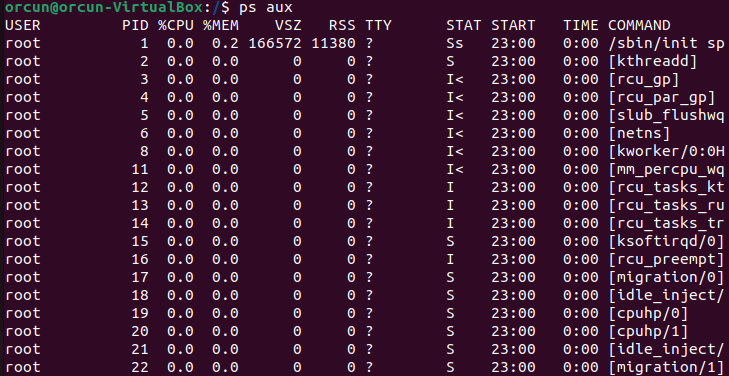 orcun@orcun-VirtualBox:/$ ps aux
USER PID %CPU %MEM VSZ RSS TTY STAT START TIME COMMAND
root 1 0.0 0.2 166572 11380 ? Ss 23:00 0:00 /sbin/init sp
root 2 0.0 0.0 0 0 ? S 23:00 0:00 [kthreadd]
root 3 0.0 0.0 0 0 ? I< 23:00 0:00 [rcu_gp]
root 4 0.0 0.0 0 0 ? I< 23:00 0:00 [rcu_par_gp]
root 5 0.0 0.0 0 0 ? I< 23:00 0:00 [slub_flushwq
root 6 0.0 0.0 0 0 ? I< 23:00 0:00 [netns]
root 8 0.0 0.0 0 0 ? I< 23:00 0:00 [kworker/0:0H
root 11 0.0 0.0 0 0 ? I< 23:00 0:00 [mm_percpu_wq
root 12 0.0 0.0 0 0 ? I 23:00 0:00 [rcu_tasks_kt
root 13 0.0 0.0 0 0 ? I 23:00 0:00 [rcu_tasks_ru
root 14 0.0 0.0 0 0 ? I 23:00 0:00 [rcu_tasks_tr
root 15 0.0 0.0 0 0 ? S 23:00 0:00 [ksoftirqd/0]
root 16 0.0 0.0 0 0 ? I 23:00 0:00 [rcu_preempt]
root 17 0.0 0.0 0 0 ? S 23:00 0:00 [migration/0]
root 18 0.0 0.0 0 0 ? S 23:00 0:00 [idle_inject/
root 19 0.0 0.0 0 0 ? S 23:00 0:00 [cpuhp/0]
root 20 0.0 0.0 0 0 ? S 23:00 0:00 [cpuhp/1]
root 21 0.0 0.0 0 0 ? S 23:00 0:00 [idle_inject/
root 22 0.0 0.0 0 0 ? S 23:00 0:00 [migration/1]